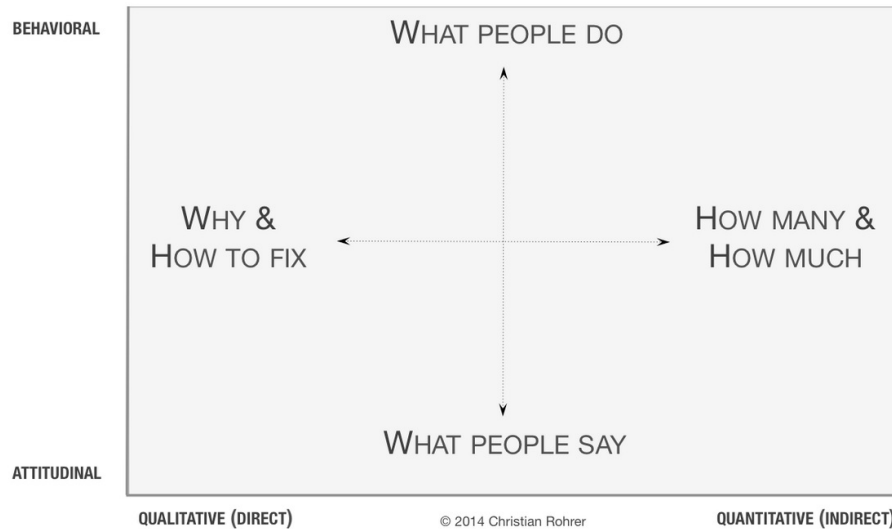 BEHAVIORAL
WHAT PEOPLE DO
WHY &
HOW TO FIX
HOW MANY &
HOW MUCH
WHAT PEOPLE SAY
ATTITUDINAL
QUALITATIVE (DIRECT)
© 2014 Christian Rohrer
QUANTITATIVE (INDIRECT)